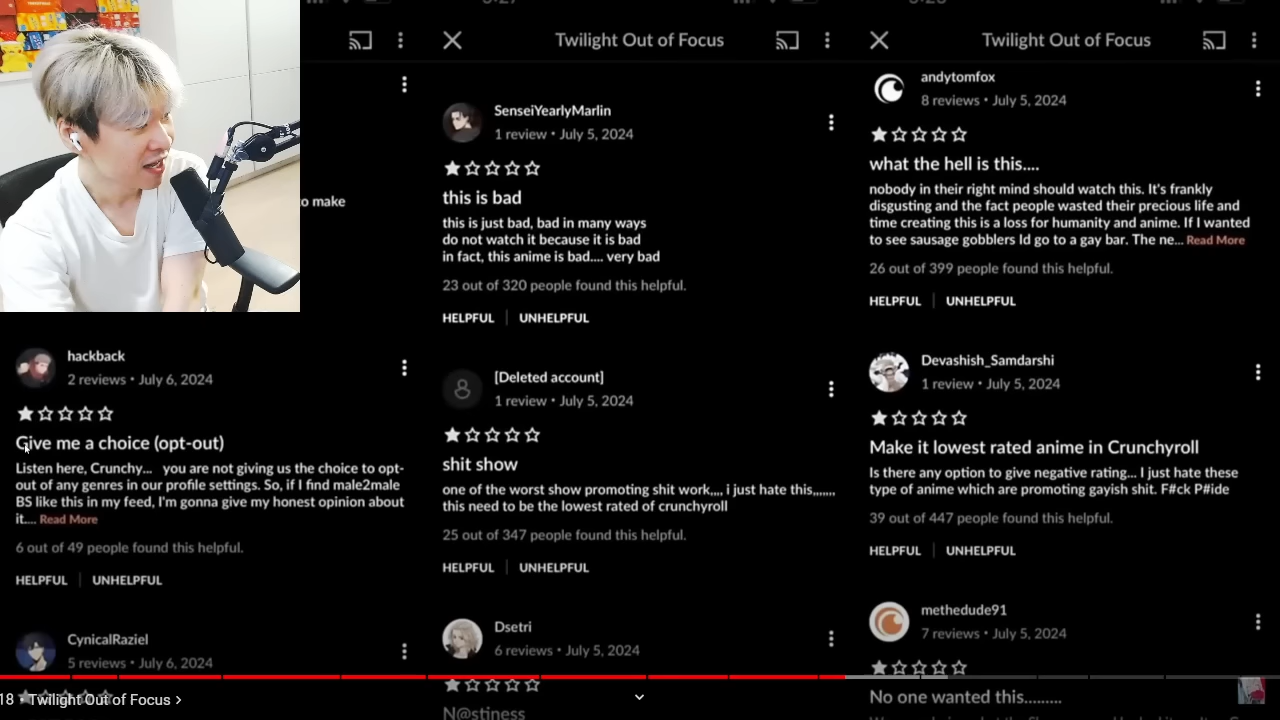 Twilight Out of Focus
Twilight Out of Focus
o make
hackback
2 reviews • July 6, 2024
Give me a choice (opt-out)
Listen here, Crunchy... you are not giving us the choice to opt-
out of any genres in our profile settings. So, if I find male2male
BS like this in my feed, I'm gonna give my honest opinion about
it.... Read More
6 out of 49 people found this helpful.
HELPFUL
UNHELPFUL
CynicalRaziel
5 reviews • July 6, 2024
SenseiYearlyMarlin
1 review • July 5, 2024
this is bad
this is just bad, bad in many ways
do not watch it because it is bad
in fact, this anime is bad.... very bad
23 out of 320 people found this helpful.
HELPFUL
UNHELPFUL
[Deleted account]
1 review • July 5, 2024
shit show
one of the worst show promoting shit work,,,, i just hate this,,,,,,,
this need to be the lowest rated of crunchyroll
25 out of 347 people found this helpful.
HELPFUL
UNHELPFUL
Dsetri
6 reviews • July 5, 2024
N@stiness
andytomfox
8 reviews • July 5, 2024
what the hell is this....
nobody in their right mind should watch this. It's frankly
disgusting and the fact people wasted their precious life and
time creating this is a loss for humanity and anime. If I wanted
to see sausage gobblers Id go to a gay bar. The ne... Read More
26 out of 399 people found this helpful.
HELPFUL
UNHELPFUL
Devashish_Samdarshi
1 review • July 5, 2024
Make it lowest rated anime in Crunchyroll
Is there any option to give negative rating... I just hate these
type of anime which are promoting gayish shit. F#ck P#ide
39 out of 447 people found this helpful.
HELPFUL
UNHELPFUL
methedude91
7 reviews • July 5, 2024
No one wanted this.........
18 • Twilight Out of Focus